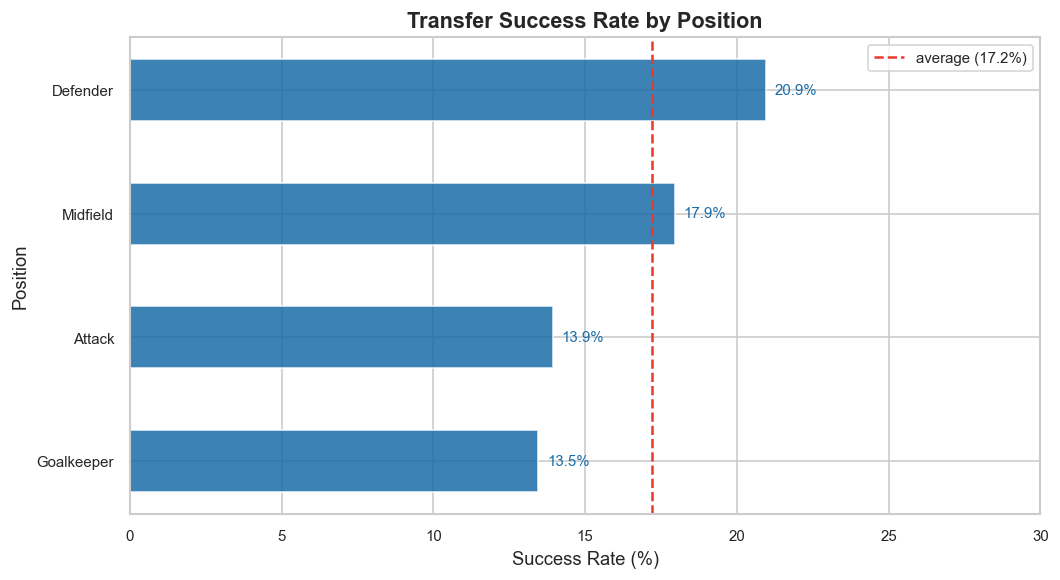 Transfer Success Rate by Position
average (17.2%)
Defender
20.9%
Midfield
17.9%
Attack
13.9%
Goalkeeper
13.5%
Position
0 5 10 15 20 25 30
Success Rate (%)